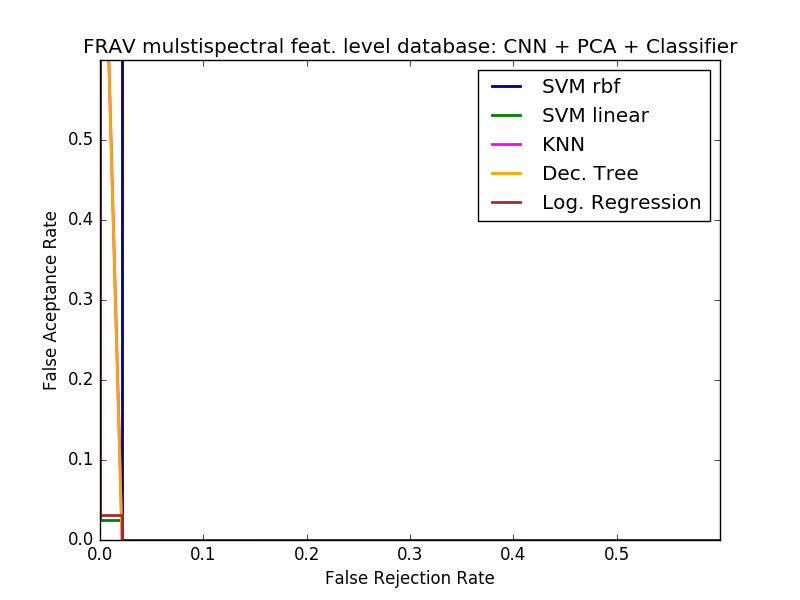 FRAV mulstispectral feat. level database: CNN + PCA + Classifier
SVM rbf
SVM linear
KNN
Dec. Tree
Log. Regression
False Aceptance Rate
0.5
0.4
0.3
0.2
0.1
0.0
0.0 0.1 0.2 0.3 0.4 0.5
False Rejection Rate